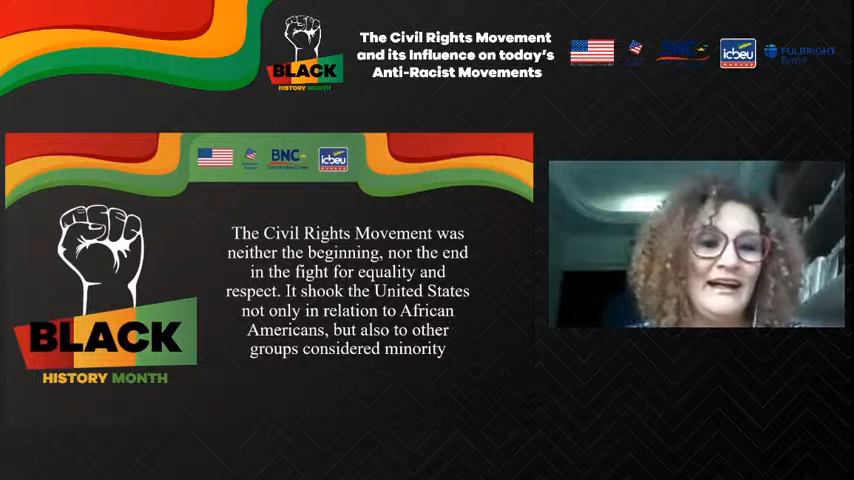 The Civil Rights Movement
and its Influence on today's
Anti-Racist Movements
BLACK
HISTORY MONTH
BNC
icbeu
MANAUS
FULBRIGHT
Brasil
BNC
icbeu
MANAUS
The Civil Rights Movement was
neither the beginning, nor the end
in the fight for equality and
respect. It shook the United States
not only in relation to African
Americans, but also to other
groups considered minority
BLACK
HISTORY MONTH